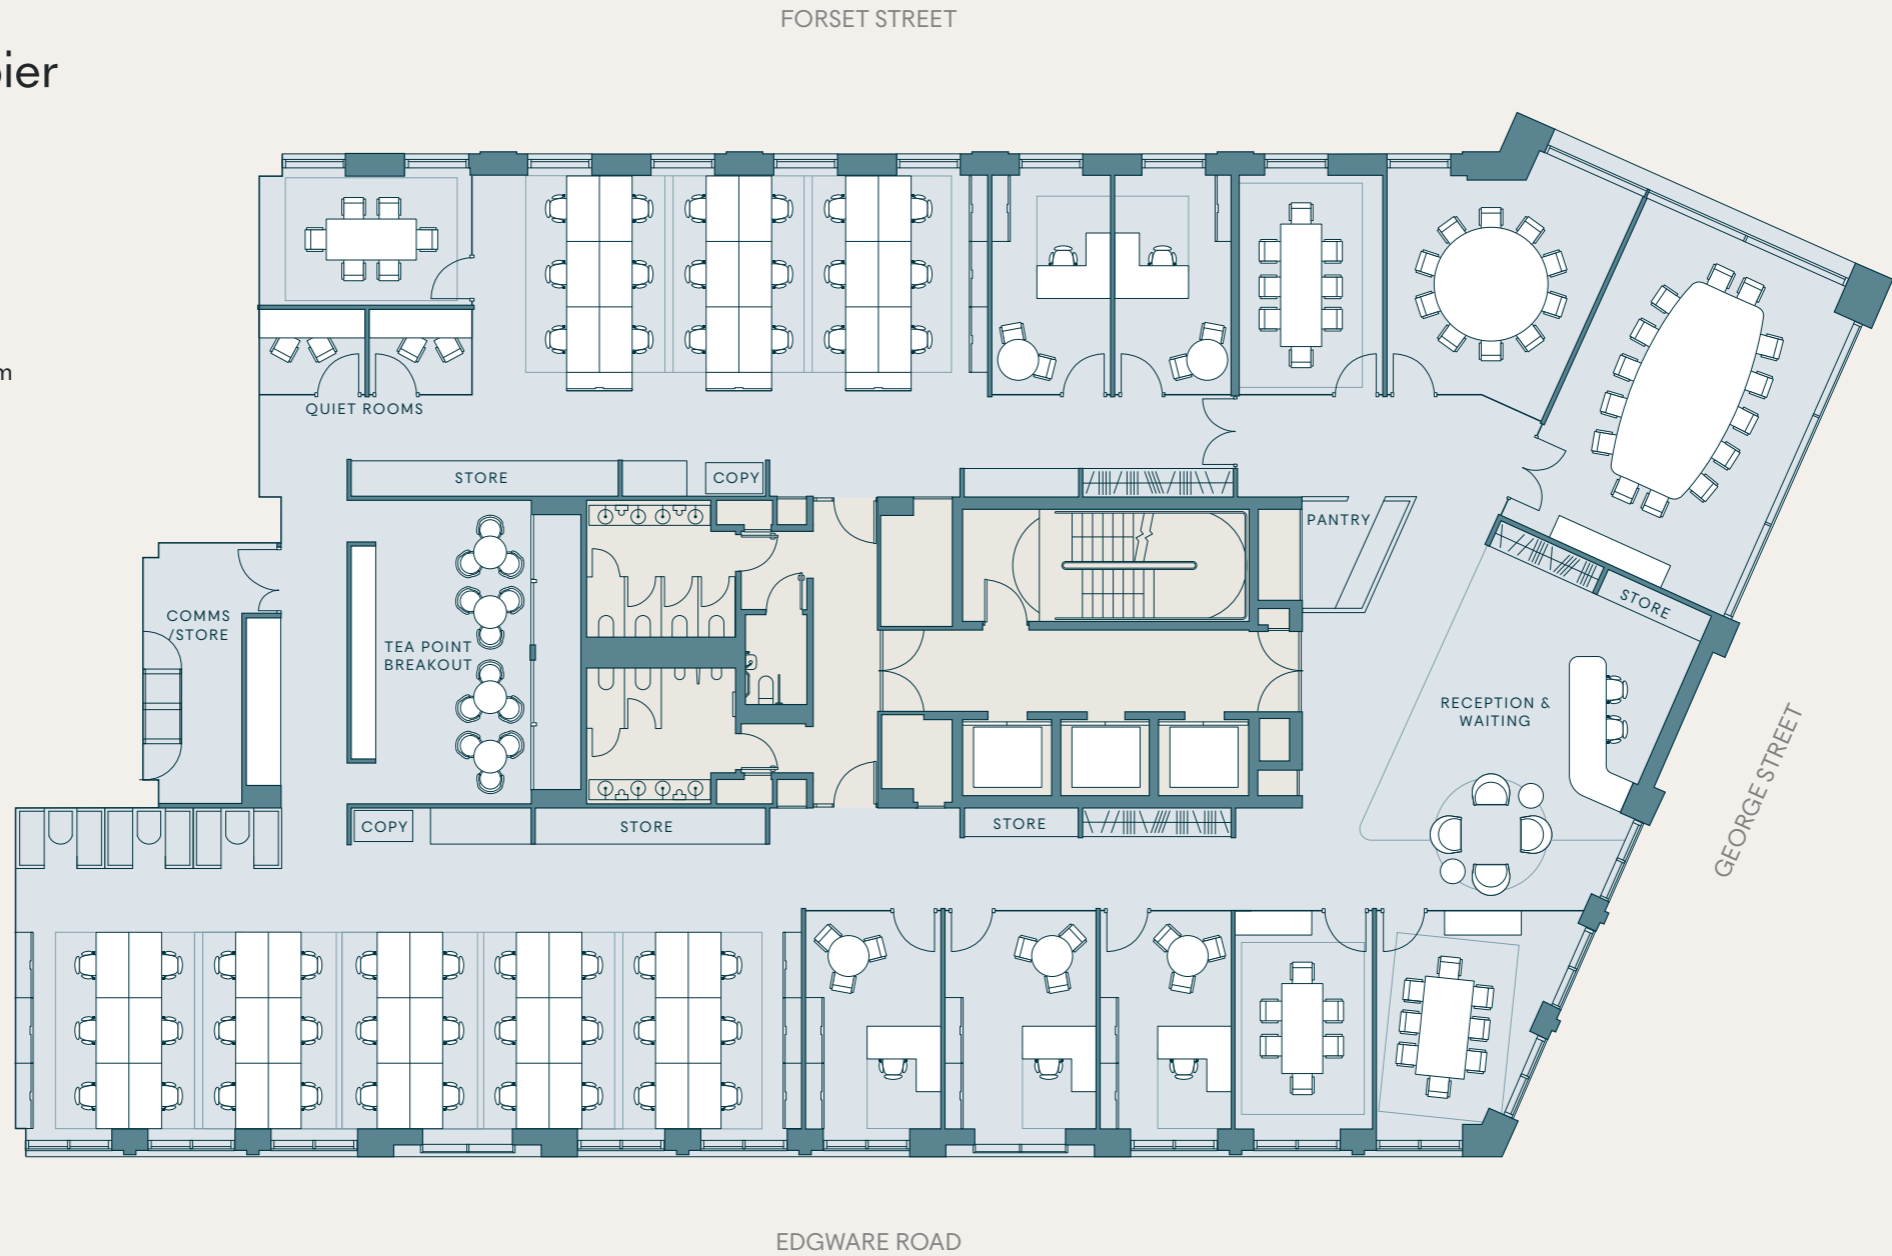 FORSET STREET
ier
m
QUIET ROOMS
STORE
COPY
PANTRY
STORE
COMMS
/STORE
TEA POINT
BREAKOUT
RECEPTION &
WAITING
GEORGE STREET
COPY
STORE
STORE
EDGWARE ROAD